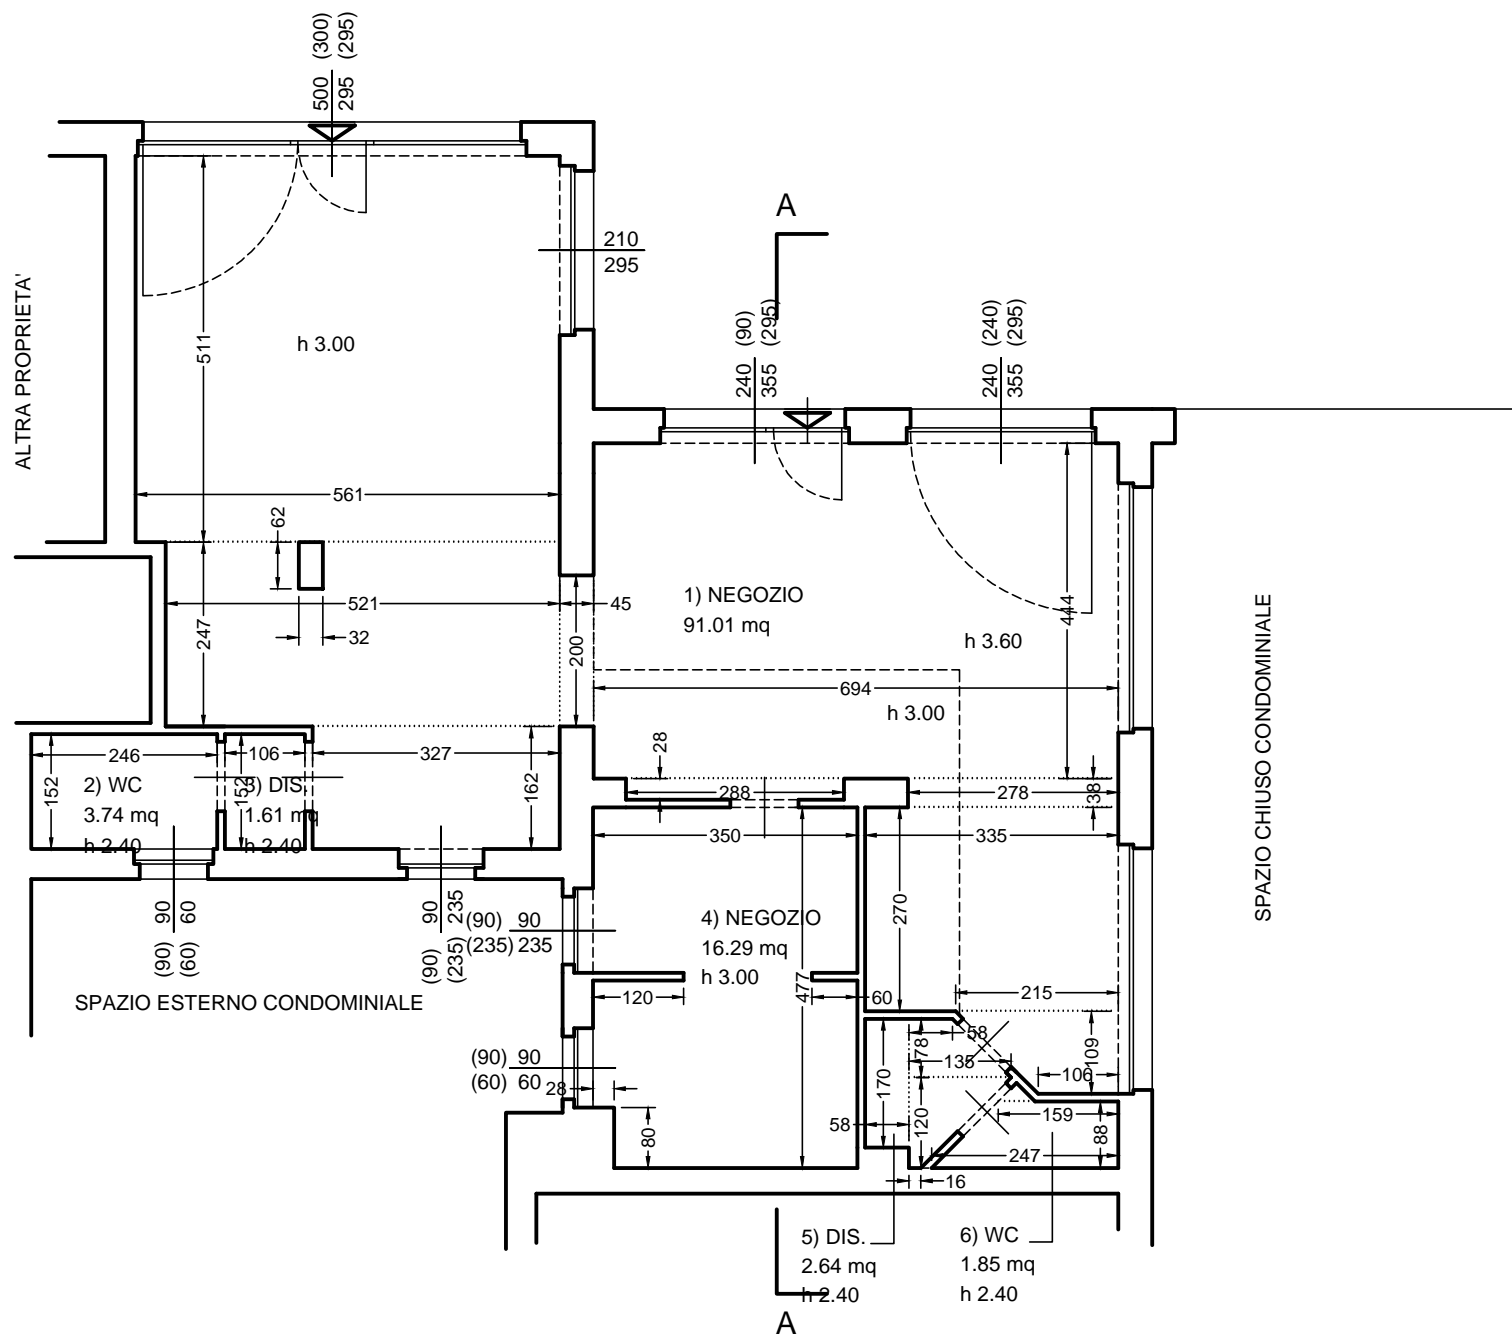 500 (300)
295 (295)
A
210
295
ALTRA PROPRIETA'
511
h 3.00
240 (90)
355 (295)
240 (240)
355 (295)
561
62
1) NEGOZIO
91.01 mq
521
45
32
247
200
444
h 3.60
SPAZIO CHIUSO CONDOMINIALE
694
h 3.00
28
246
106
327
152
2) WC
3.74 mq
h 2.40
152
3) DIS.
1.61 mq
h 2.40
162
288
278
38
350
335
90
60
(90)
(60)
90
235
(90)
(235)
(90) 90
(235) 235
4) NEGOZIO
16.29 mq
h 3.00
270
477
SPAZIO ESTERNO CONDOMINIALE
120
60
215
58
78
135
109
106
(90) 90
(60) 60
28
170
159
80
58
120
88
247
16
5) DIS.
2.64 mq
h 2.40
6) WC
1.85 mq
h 2.40
A